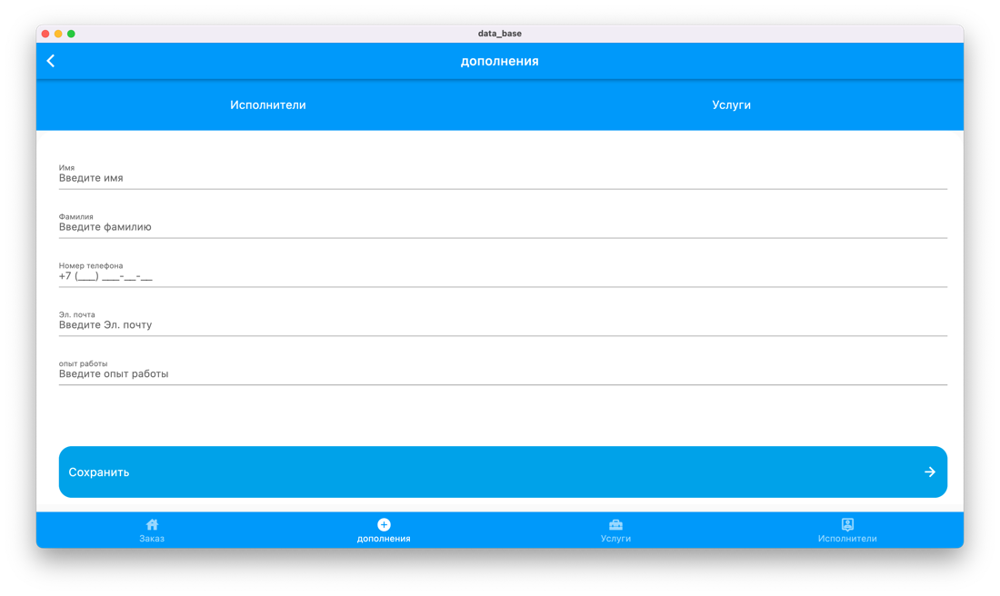 data_base
дополнения
Исполнители
Услуги
Имя
Введите имя
Фамилия
Введите фамилию
Номер телефона
+7 (___) ___-__-__
Эл. почта
Введите Эл. почту
опыт работы
Введите опыт работы
Сохранить
Заказ
дополнения
Услуги
Исполнители